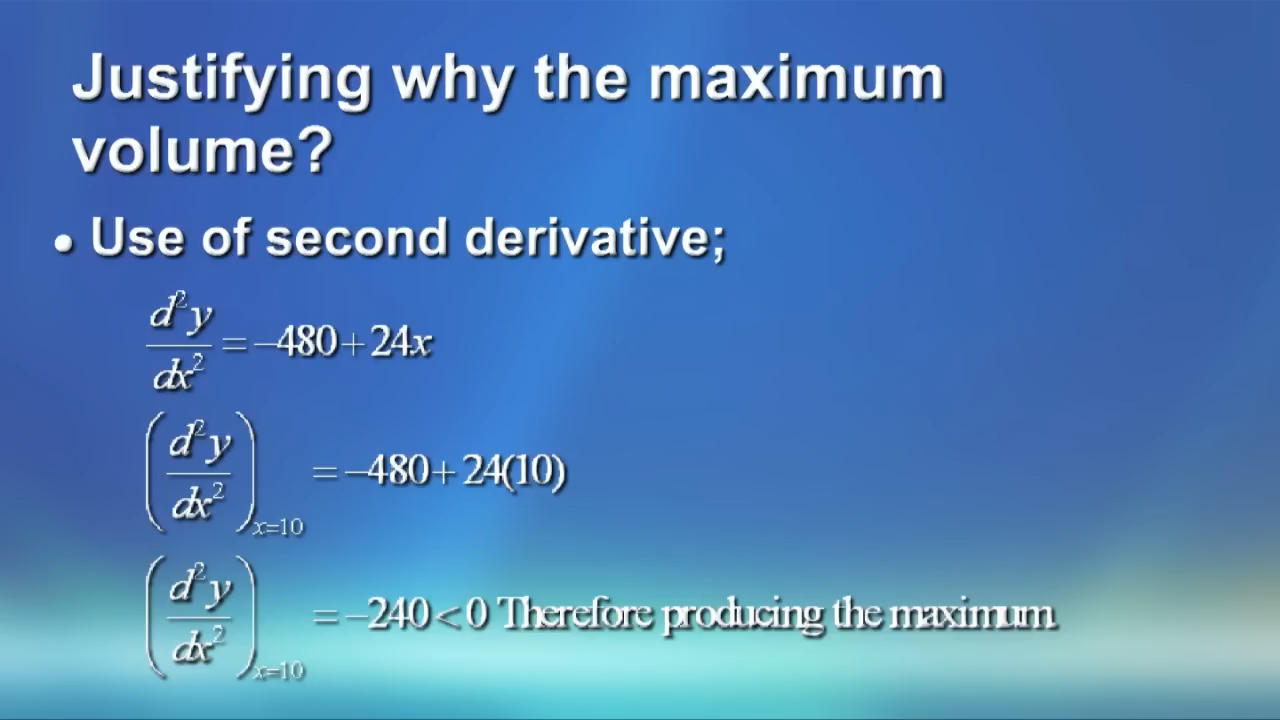 Justifying why the maximum
volume?
• Use of second derivative;
d²y/dx² = −480 + 24x
(d²y/dx²)ₓ₌₁₀ = −480 + 24(10)
(d²y/dx²)ₓ₌₁₀ = −240 < 0 Therefore producing the maximum.